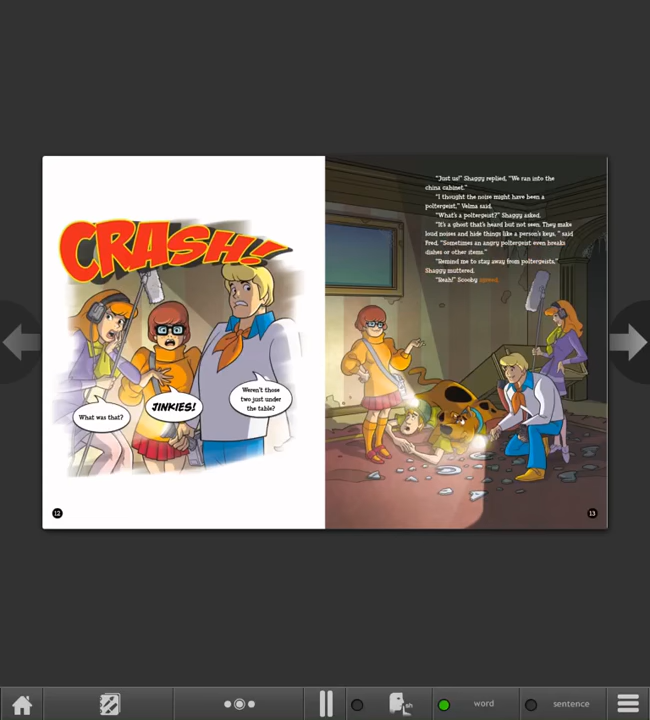 CRASH!
What was that?
JINKIES!
Weren't those
two just under
the table?
12
"Just us!" Shaggy replied, "We ran into the
china cabinet."
"I thought the noise might have been a
poltergeist," Velma said.
"What's a poltergeist?" Shaggy asked.
"It's a ghost that's heard but not seen. They make
loud noises and hide things like a person's keys, " said
Fred. "Sometimes an angry poltergeist even breaks
dishes or other items."
"Remind me to stay away from poltergeists,"
Shaggy muttered.
"Reah!" Scooby agreed.
13
sh
word
sentence